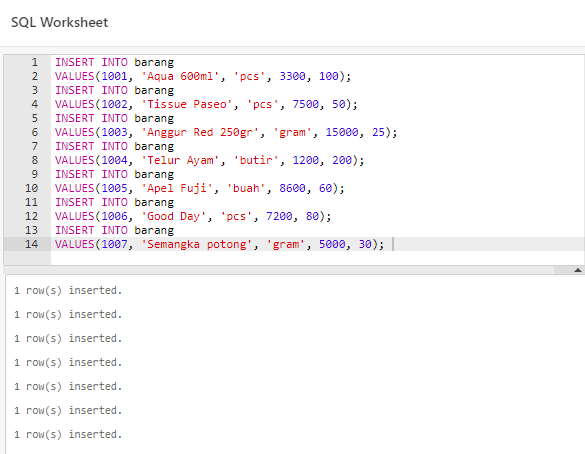 SQL Worksheet
1 INSERT INTO barang
2 VALUES(1001, 'Aqua 600ml', 'pcs', 3300, 100);
3 INSERT INTO barang
4 VALUES(1002, 'Tissue Paseo', 'pcs', 7500, 50);
5 INSERT INTO barang
6 VALUES(1003, 'Anggur Red 250gr', 'gram', 15000, 25);
7 INSERT INTO barang
8 VALUES(1004, 'Telur Ayam', 'butir', 1200, 200);
9 INSERT INTO barang
10 VALUES(1005, 'Apel Fuji', 'buah', 8600, 60);
11 INSERT INTO barang
12 VALUES(1006, 'Good Day', 'pcs', 7200, 80);
13 INSERT INTO barang
14 VALUES(1007, 'Semangka potong', 'gram', 5000, 30);
1 row(s) inserted.
1 row(s) inserted.
1 row(s) inserted.
1 row(s) inserted.
1 row(s) inserted.
1 row(s) inserted.
1 row(s) inserted.